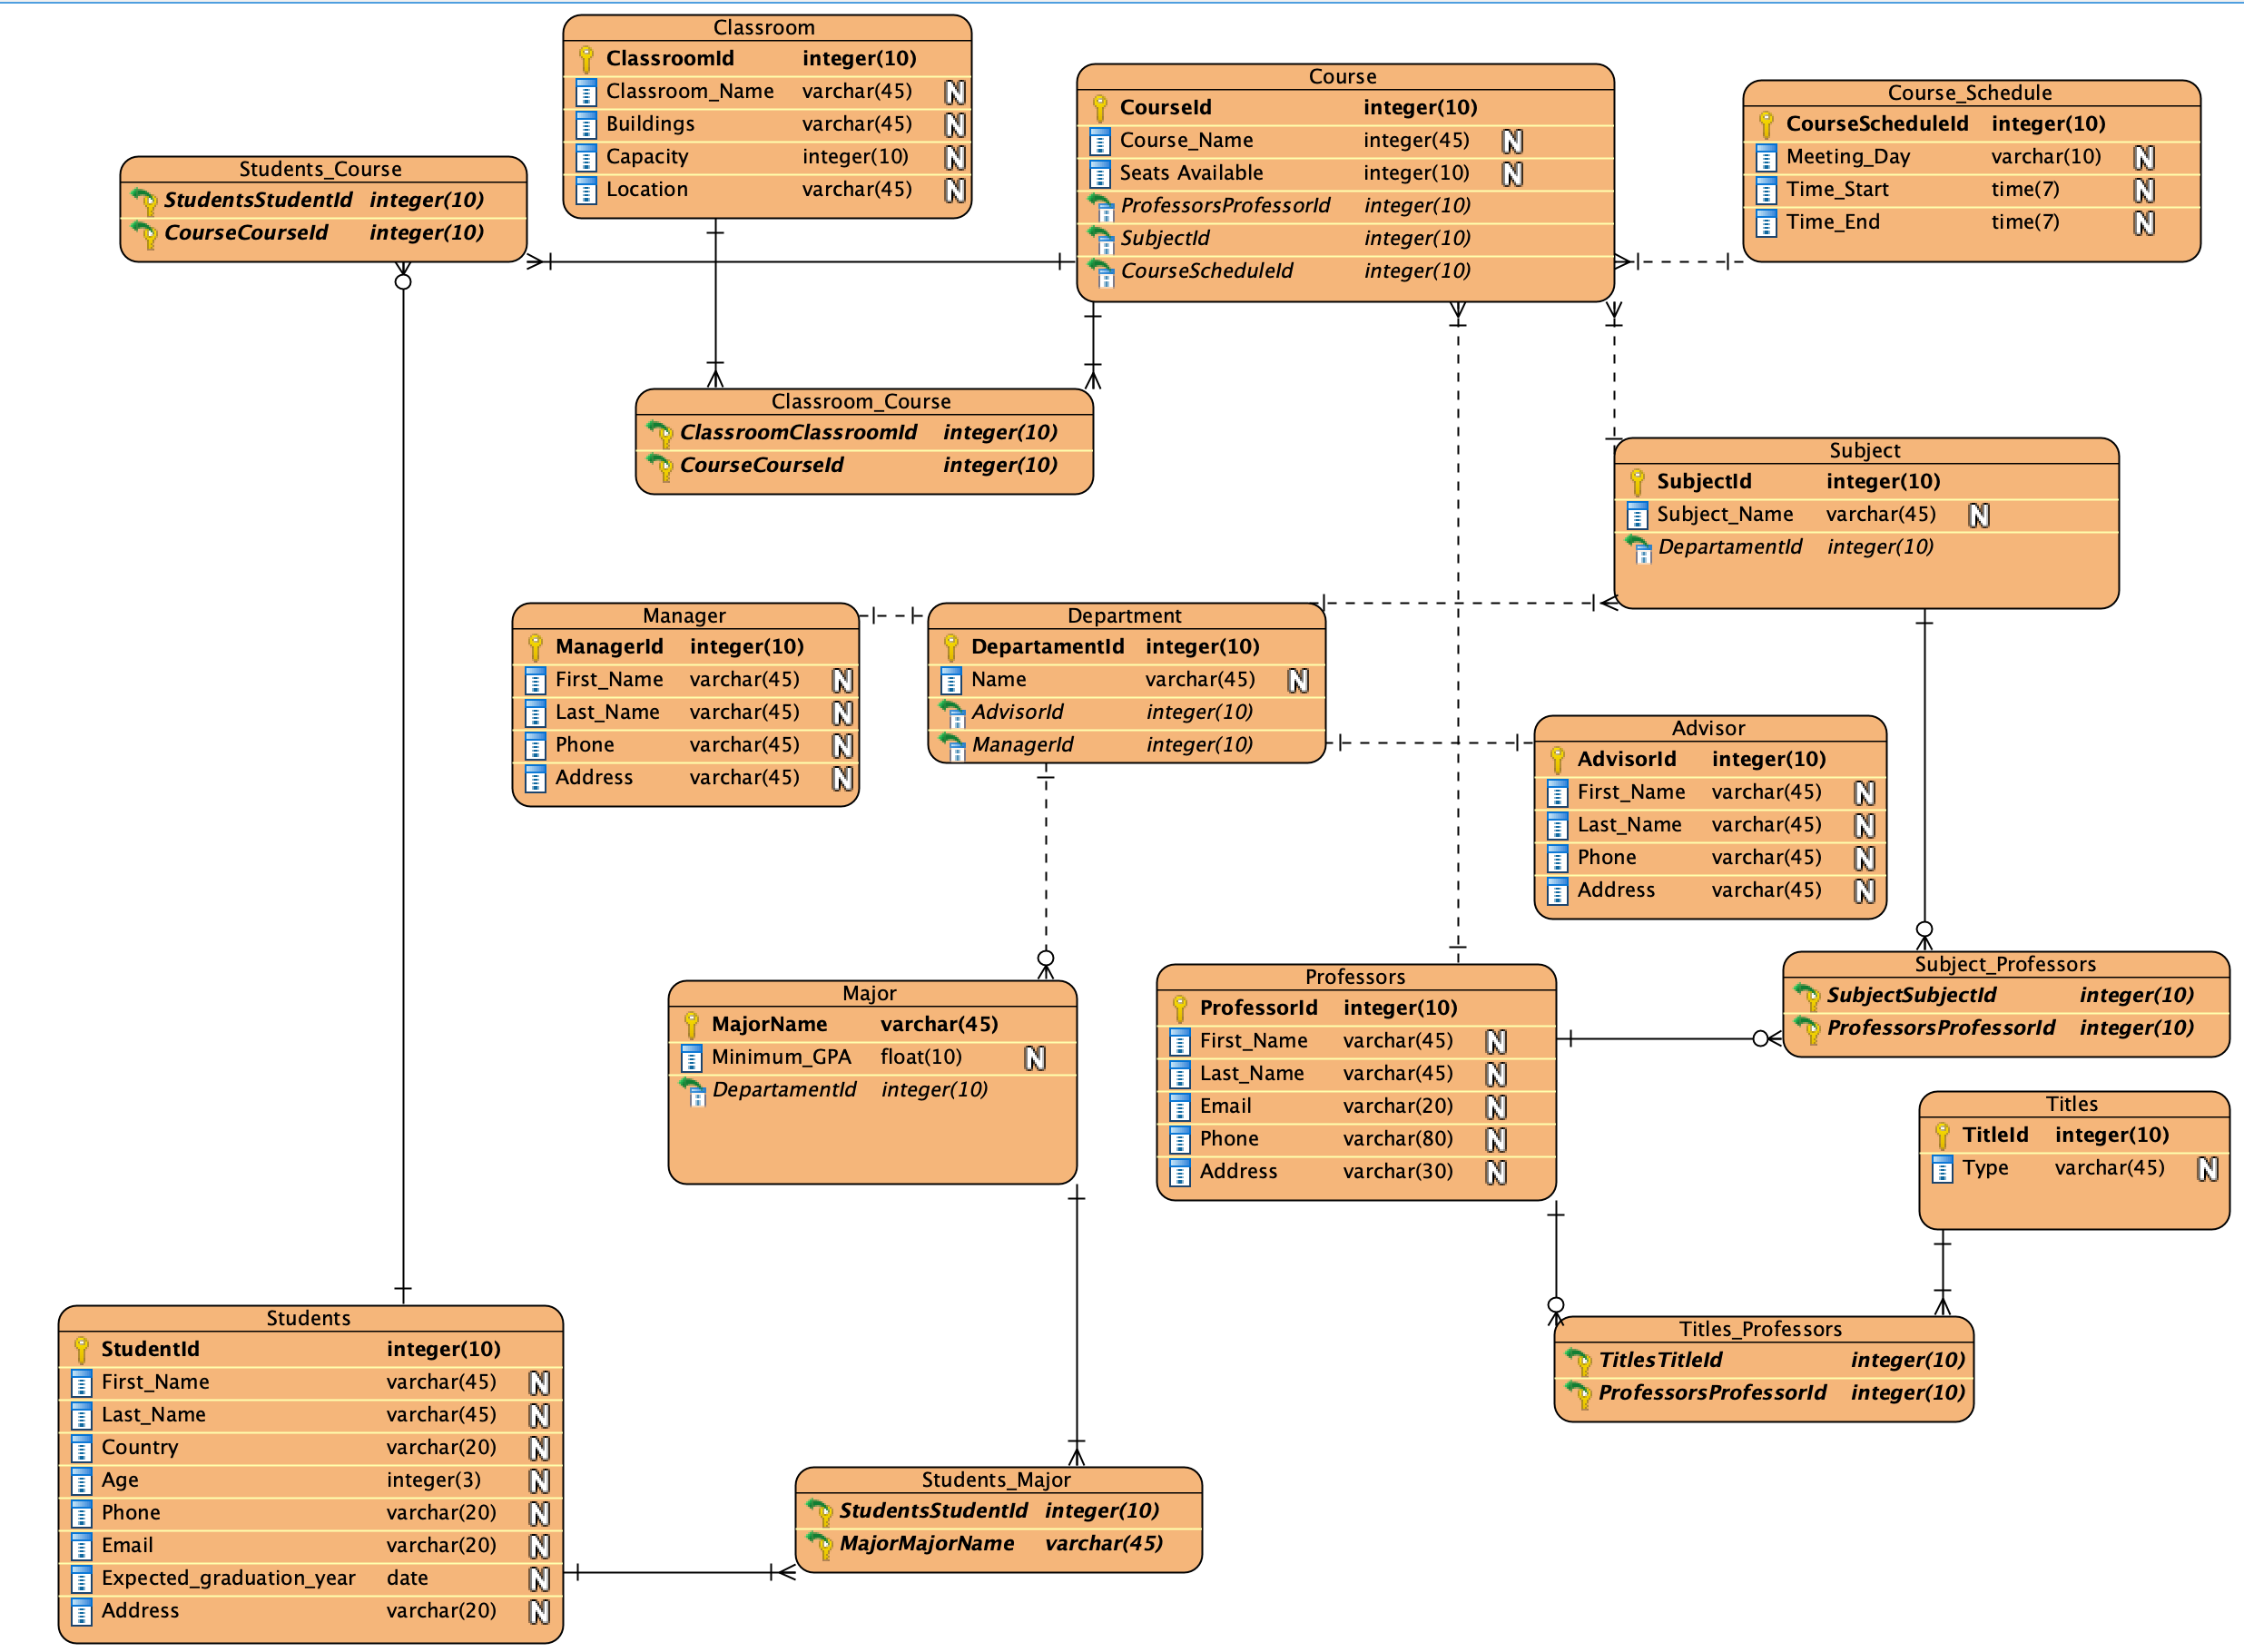 Classroom
ClassroomId integer(10)
Classroom_Name varchar(45) N
Buildings varchar(45) N
Capacity integer(10) N
Location varchar(45) N
Course
CourseId integer(10)
Course_Name integer(45) N
Seats Available integer(10) N
ProfessorsProfessorId integer(10)
SubjectId integer(10)
CourseScheduleId integer(10)
Course_Schedule
CourseScheduleId integer(10)
Meeting_Day varchar(10) N
Time_Start time(7) N
Time_End time(7) N
Students_Course
StudentsStudentId integer(10)
CourseCourseId integer(10)
Classroom_Course
ClassroomClassroomId integer(10)
CourseCourseId integer(10)
Subject
SubjectId integer(10)
Subject_Name varchar(45) N
DepartamentId integer(10)
Manager
ManagerId integer(10)
First_Name varchar(45) N
Last_Name varchar(45) N
Phone varchar(45) N
Address varchar(45) N
Department
DepartamentId integer(10)
Name varchar(45) N
AdvisorId integer(10)
ManagerId integer(10)
Advisor
AdvisorId integer(10)
First_Name varchar(45) N
Last_Name varchar(45) N
Phone varchar(45) N
Address varchar(45) N
Major
MajorName varchar(45)
Minimum_GPA float(10) N
DepartamentId integer(10)
Professors
ProfessorId integer(10)
First_Name varchar(45) N
Last_Name varchar(45) N
Email varchar(20) N
Phone varchar(80) N
Address varchar(30) N
Subject_Professors
SubjectSubjectId integer(10)
ProfessorsProfessorId integer(10)
Titles
TitleId integer(10)
Type varchar(45) N
Titles_Professors
TitlesTitleId integer(10)
ProfessorsProfessorId integer(10)
Students
StudentId integer(10)
First_Name varchar(45) N
Last_Name varchar(45) N
Country varchar(20) N
Age integer(3) N
Phone varchar(20) N
Email varchar(20) N
Expected_graduation_year date N
Address varchar(20) N
Students_Major
StudentsStudentId integer(10)
MajorMajorName varchar(45)